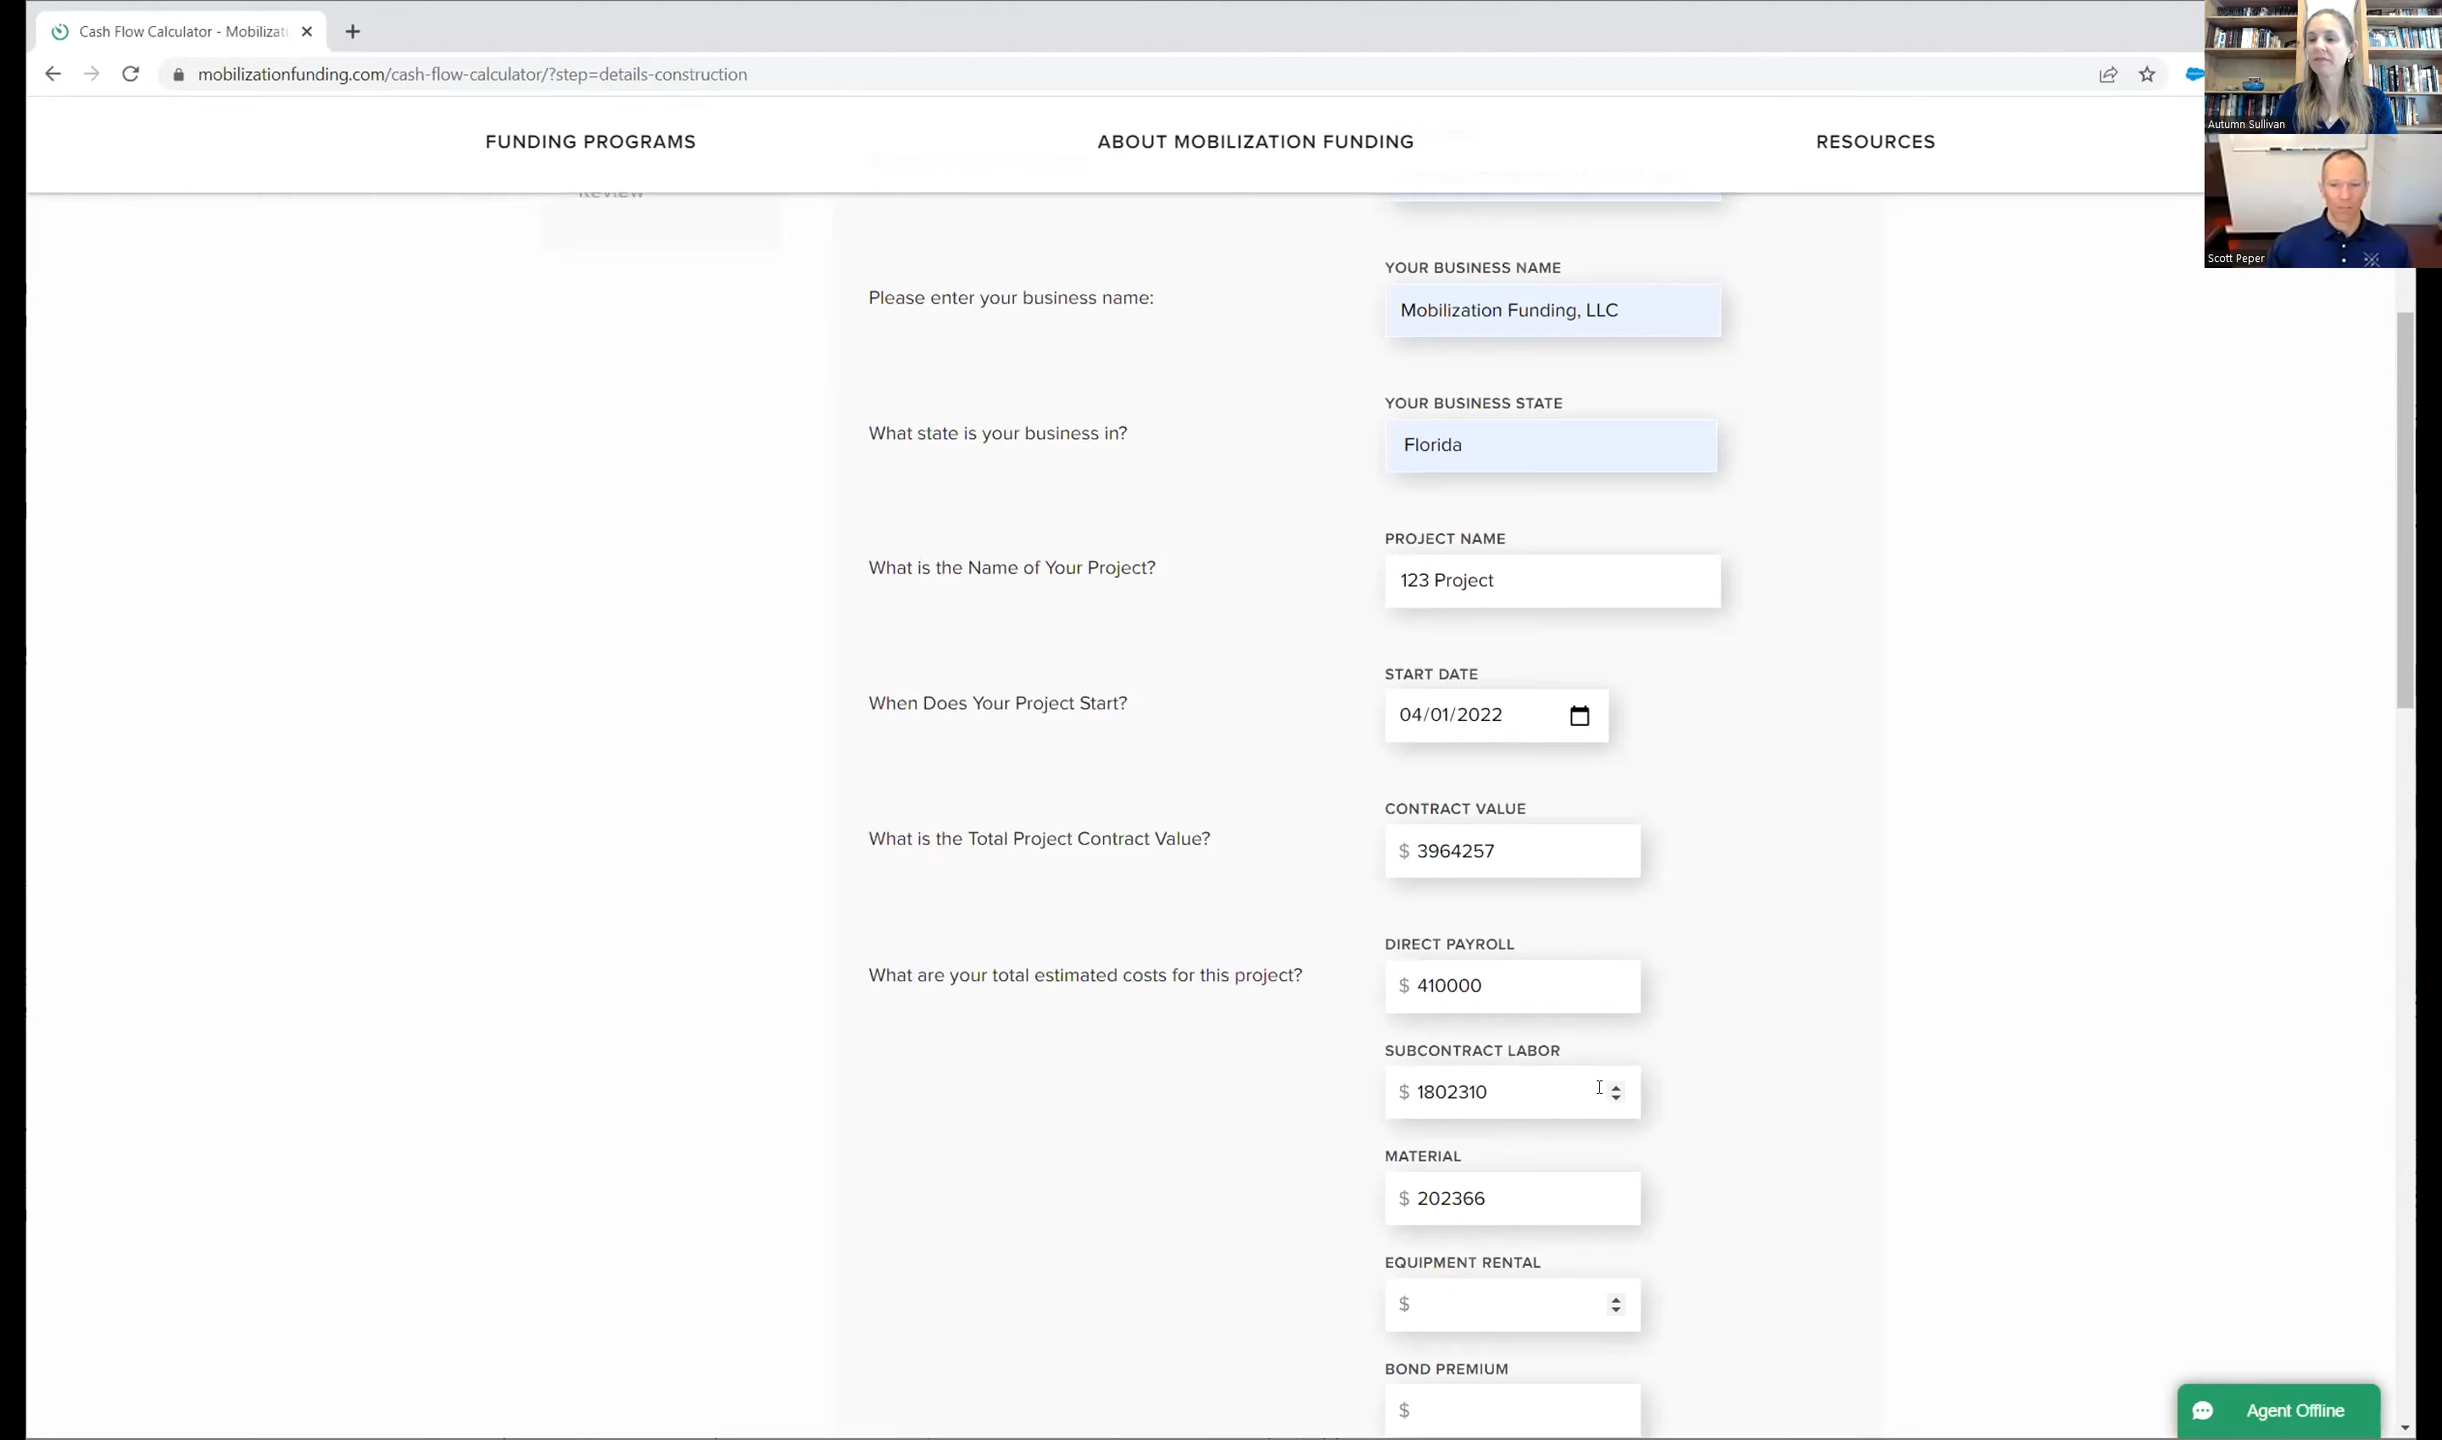 Cash Flow Calculator - Mobilizati
mobilizationfunding.com/cash-flow-calculator/?step=details-construction
Autumn Sullivan
FUNDING PROGRAMS
ABOUT MOBILIZATION FUNDING
RESOURCES
Review
Scott Peper
YOUR BUSINESS NAME
Please enter your business name:
Mobilization Funding, LLC
YOUR BUSINESS STATE
What state is your business in?
Florida
PROJECT NAME
What is the Name of Your Project?
123 Project
START DATE
When Does Your Project Start?
04/01/2022
CONTRACT VALUE
What is the Total Project Contract Value?
$ 3964257
DIRECT PAYROLL
What are your total estimated costs for this project?
$ 410000
SUBCONTRACT LABOR
$ 1802310
MATERIAL
$ 202366
EQUIPMENT RENTAL
$
BOND PREMIUM
$
Agent Offline